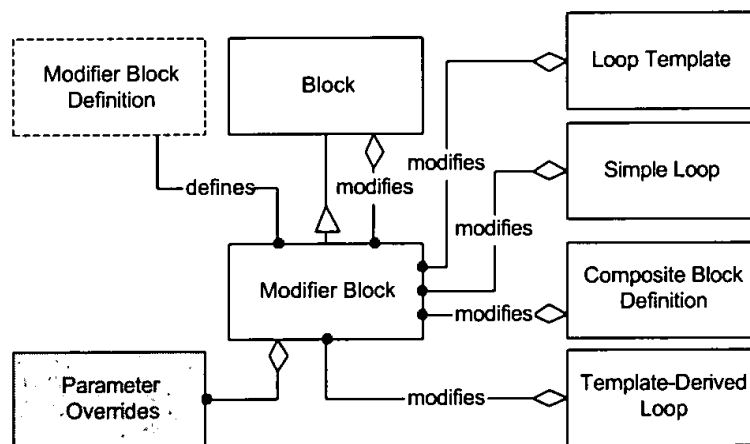 Modifier Block
Definition
Block
Loop Template
defines
modifies
modifies
Simple Loop
modifies
Modifier Block
Composite Block
Definition
modifies
Parameter
Overrides
modifies
Template-Derived
Loop